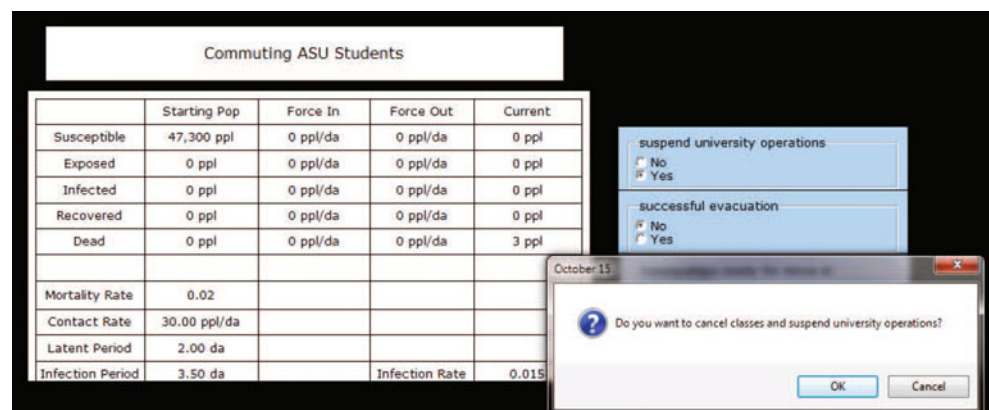 Commuting ASU Students
Starting Pop Force In Force Out Current
Susceptible 47,300 ppl 0 ppl/da 0 ppl/da 0 ppl
Exposed 0 ppl 0 ppl/da 0 ppl/da 0 ppl
Infected 0 ppl 0 ppl/da 0 ppl/da 0 ppl
Recovered 0 ppl 0 ppl/da 0 ppl/da 0 ppl
Dead 0 ppl 0 ppl/da 0 ppl/da 3 ppl
Mortality Rate 0.02
Contact Rate 30.00 ppl/da
Latent Period 2.00 da
Infection Period 3.50 da Infection Rate 0.015
suspend university operations
No
Yes
successful evacuation
No
Yes
October 15
Do you want to cancel classes and suspend university operations?
OK Cancel